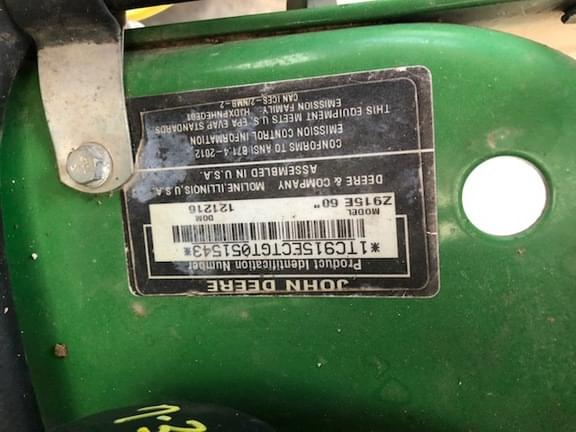 JOHN DEERE
Product Identification Number
*1TC915ECTGT051543*
MODEL DOM
Z915E 60" 121216
DEERE & COMPANY MOLINE, ILLINOIS U.S.A.
ASSEMBLED IN U.S.A.
CONFORMS TO ANSI B71.4-2012
EMISSION CONTROL INFORMATION
THIS EQUIPMENT MEETS U.S. EPA EVAP STANDARDS
EMISSION FAMILY: HJDXPNHEQE01
CAN ICES-2/NMB-2